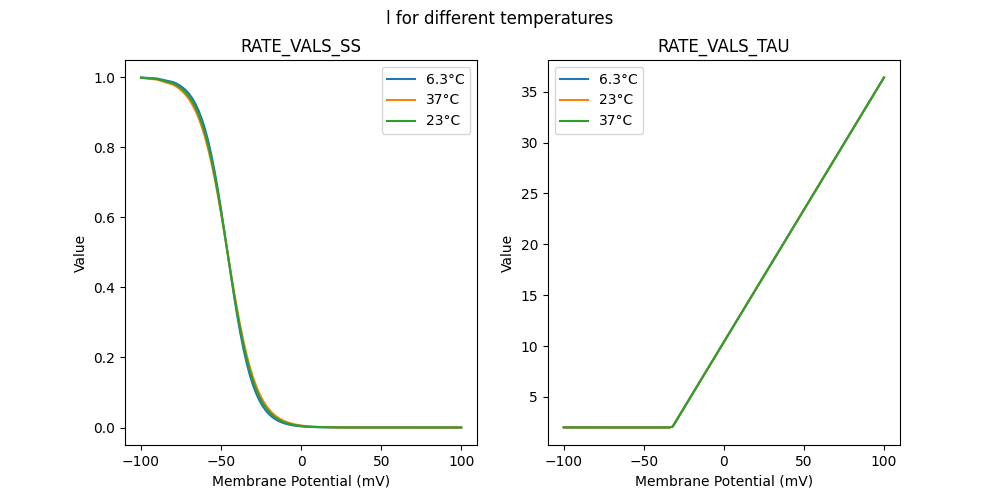 l for different temperatures
RATE_VALS_SS
1.0
0.8
0.6
0.4
0.2
0.0
Value
−100
−50
0
50
100
Membrane Potential (mV)
6.3°C
37°C
23°C
RATE_VALS_TAU
35
30
25
20
15
10
5
Value
−100
−50
0
50
100
Membrane Potential (mV)
6.3°C
23°C
37°C